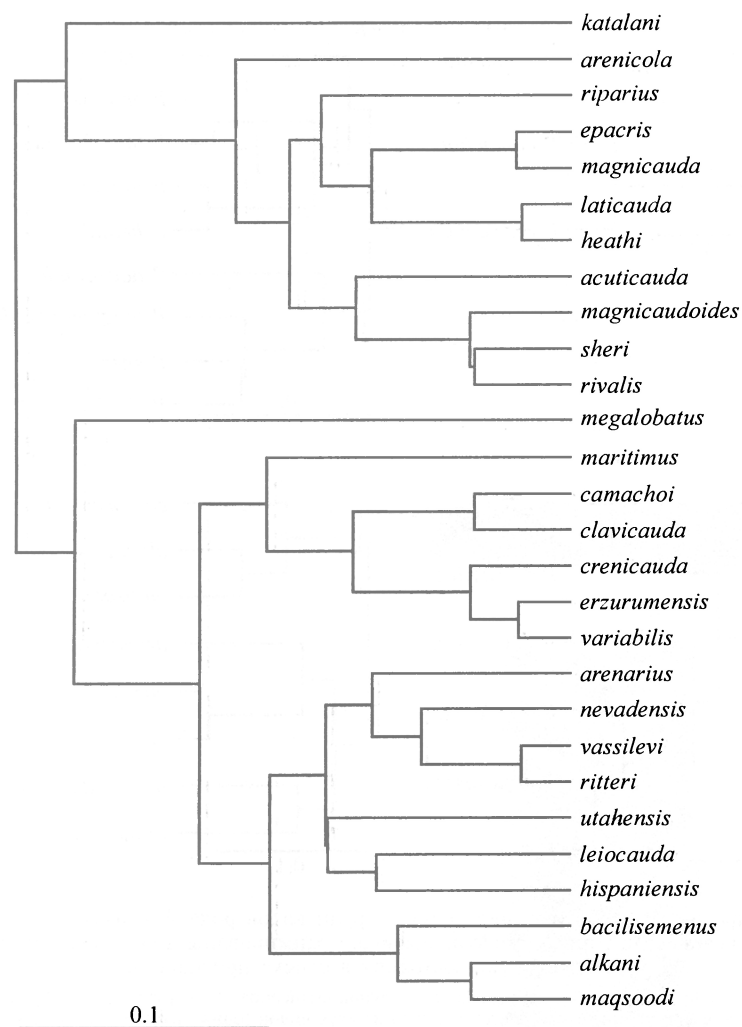 katalani
arenicola
riparius
epacris
magnicauda
laticauda
heathi
acuticauda
magnicaudoides
sheri
rivalis
megalobatus
maritimus
camachoi
clavicauda
crenicauda
erzurumensis
variabilis
arenarius
nevadensis
vassilevi
ritteri
utahensis
leiocauda
hispaniensis
bacilisemenus
alkani
maqsoodi
0.1